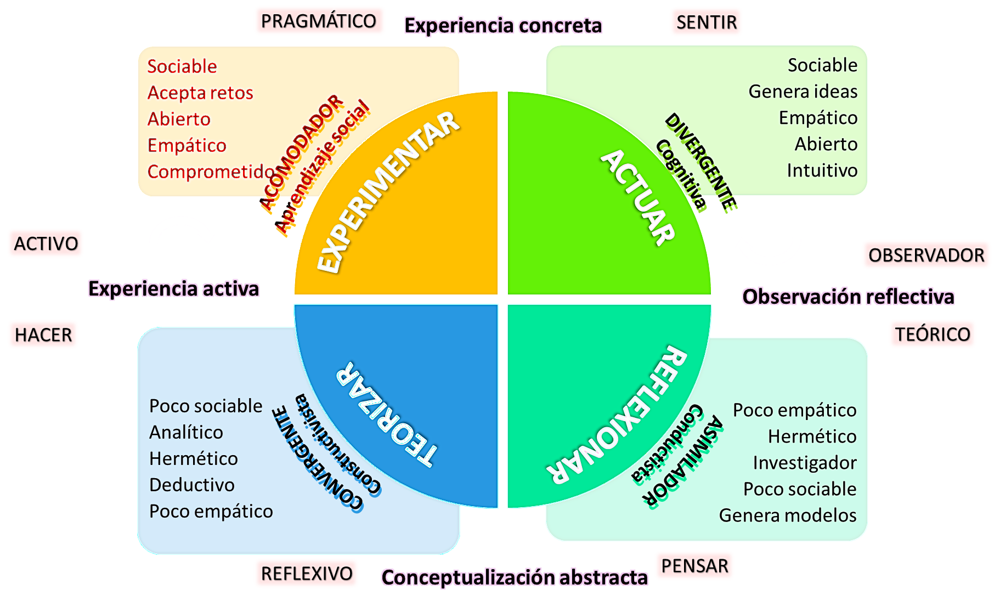 PRAGMÁTICO
Experiencia concreta
SENTIR
Sociable
Acepta retos
Abierto
Empático
Comprometido
ACOMODADOR
Aprendizaje social
EXPERIMENTAR
ACTUAR
DIVERGENTE
Cognitiva
Sociable
Genera ideas
Empático
Abierto
Intuitivo
ACTIVO
OBSERVADOR
Experiencia activa
Observación reflectiva
HACER
TEÓRICO
Poco sociable
Analítico
Hermético
Deductivo
Poco empático
CONVERGENTE
Constructivista
TEORIZAR
REFLEXIONAR
Conductista
ASIMILADOR
Poco empático
Hermético
Investigador
Poco sociable
Genera modelos
REFLEXIVO
Conceptualización abstracta
PENSAR